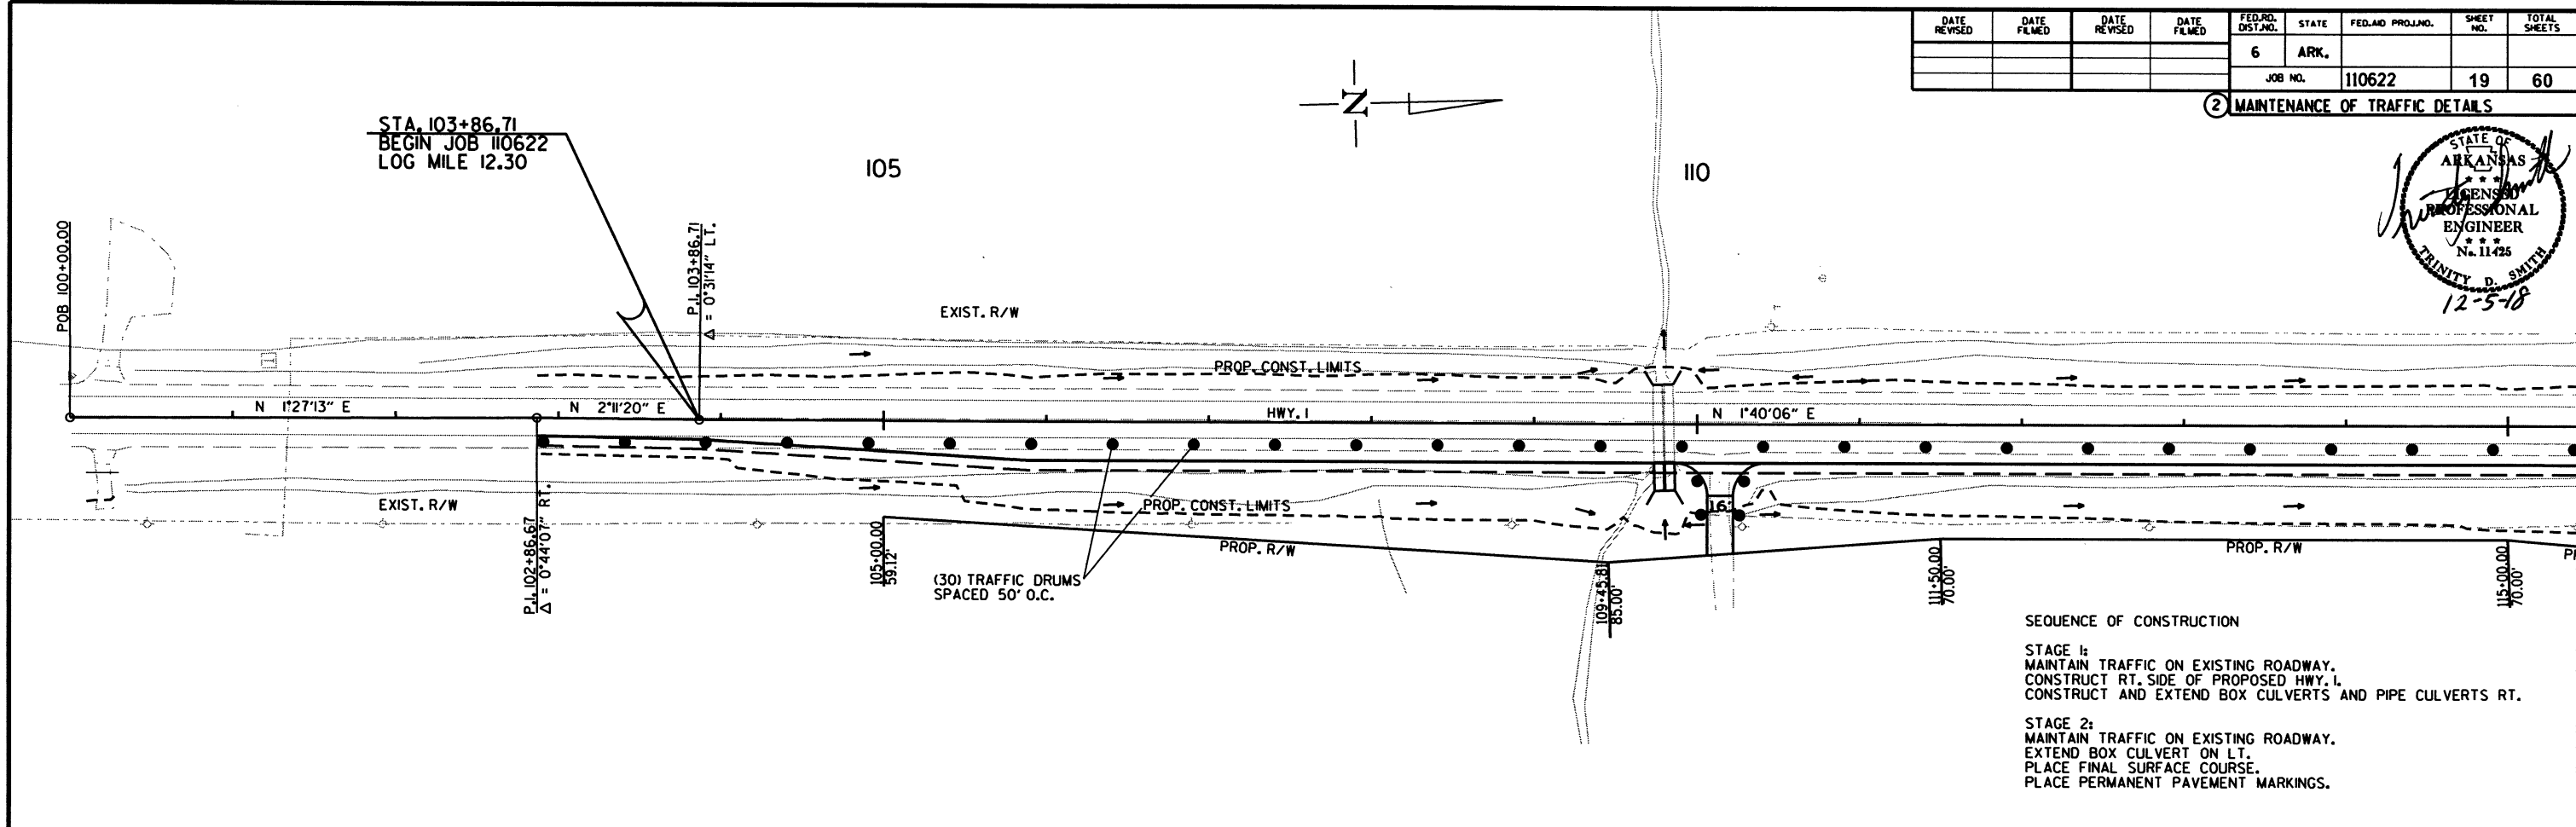 DATE REVISED
DATE FILMED
DATE REVISED
DATE FILMED
FED.RD. DIST.NO.
STATE
FED.AID PROJ.NO.
SHEET NO.
TOTAL SHEETS
6
ARK.
JOB NO.
110622
19
60
2 MAINTENANCE OF TRAFFIC DETAILS
STATE OF
ARKANSAS
LICENSED
PROFESSIONAL
ENGINEER
No. 11425
TRINITY D. SMITH
12-5-18
N
STA. 103+86.71
BEGIN JOB 110622
LOG MILE 12.30
105
110
POB 100+00.00
P.I. 103+86.71
Δ = 0°31'14" LT.
EXIST. R/W
PROP. CONST. LIMITS
N 1°27'13" E
N 2°11'20" E
HWY. 1
N 1°40'06" E
EXIST. R/W
PROP. CONST. LIMITS
16'
P.I. 102+86.67
Δ = 0°44'07" RT.
105+00.00
59.12'
PROP. R/W
PROP. R/W
(30) TRAFFIC DRUMS
SPACED 50' O.C.
109+45.81
85.00'
111+50.00
70.00'
115+00.00
70.00'
SEQUENCE OF CONSTRUCTION
STAGE 1:
MAINTAIN TRAFFIC ON EXISTING ROADWAY.
CONSTRUCT RT. SIDE OF PROPOSED HWY. 1.
CONSTRUCT AND EXTEND BOX CULVERTS AND PIPE CULVERTS RT.
STAGE 2:
MAINTAIN TRAFFIC ON EXISTING ROADWAY.
EXTEND BOX CULVERT ON LT.
PLACE FINAL SURFACE COURSE.
PLACE PERMANENT PAVEMENT MARKINGS.